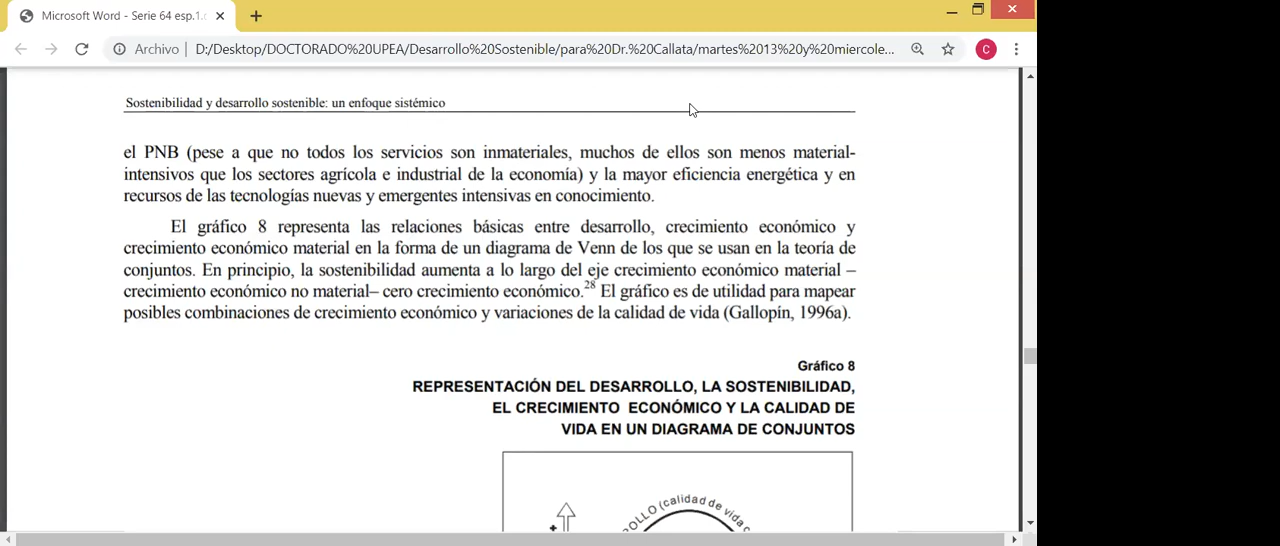 Microsoft Word - Serie 64 esp.1.
Archivo | D:/Desktop/DOCTORADO%20UPEA/Desarrollo%20Sostenible/para%20Dr.%20Callata/martes%2013%20y%20miercole...
C
Sostenibilidad y desarrollo sostenible: un enfoque sistémico
el PNB (pese a que no todos los servicios son inmateriales, muchos de ellos son menos material-
intensivos que los sectores agrícola e industrial de la economía) y la mayor eficiencia energética y en
recursos de las tecnologías nuevas y emergentes intensivas en conocimiento.
El gráfico 8 representa las relaciones básicas entre desarrollo, crecimiento económico y
crecimiento económico material en la forma de un diagrama de Venn de los que se usan en la teoría de
conjuntos. En principio, la sostenibilidad aumenta a lo largo del eje crecimiento económico material –
crecimiento económico no material– cero crecimiento económico.28 El gráfico es de utilidad para mapear
posibles combinaciones de crecimiento económico y variaciones de la calidad de vida (Gallopín, 1996a).
Gráfico 8
REPRESENTACIÓN DEL DESARROLLO, LA SOSTENIBILIDAD,
EL CRECIMIENTO ECONÓMICO Y LA CALIDAD DE
VIDA EN UN DIAGRAMA DE CONJUNTOS
OLLO (calidad de vida
+